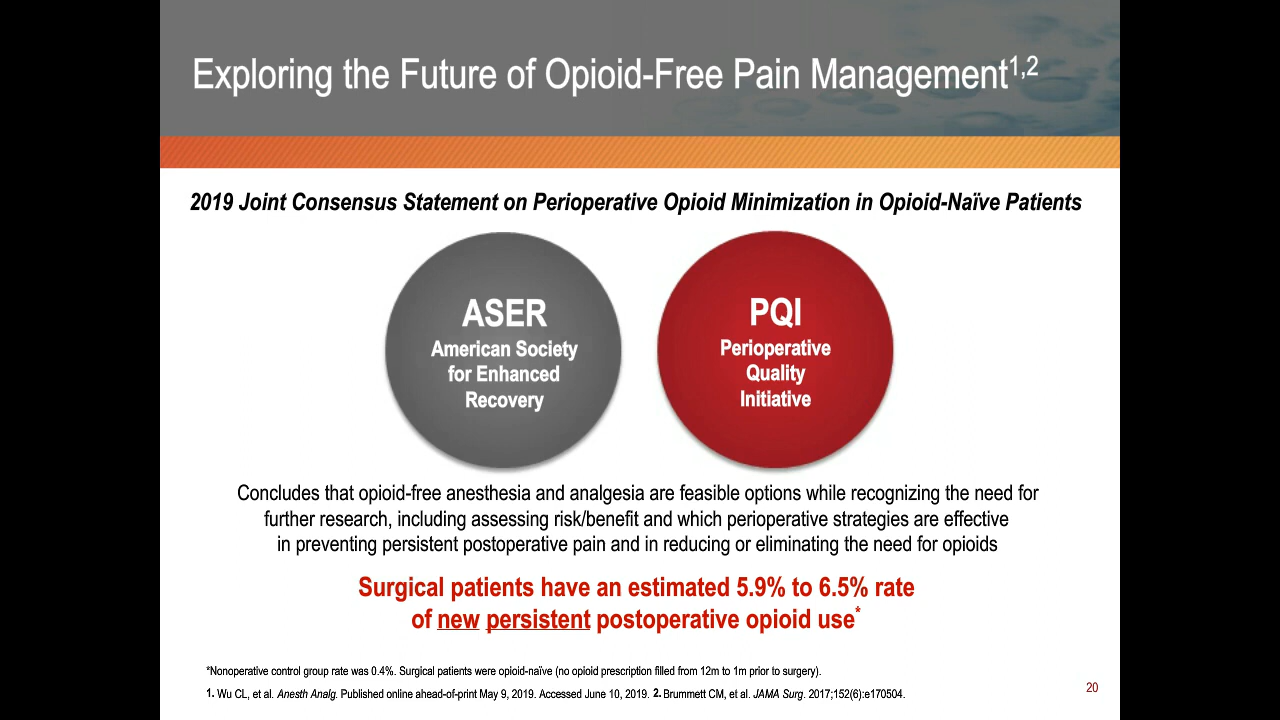 Exploring the Future of Opioid-Free Pain Management1,2
2019 Joint Consensus Statement on Perioperative Opioid Minimization in Opioid-Naïve Patients
ASER
American Society
for Enhanced
Recovery
PQI
Perioperative
Quality
Initiative
Concludes that opioid-free anesthesia and analgesia are feasible options while recognizing the need for
further research, including assessing risk/benefit and which perioperative strategies are effective
in preventing persistent postoperative pain and in reducing or eliminating the need for opioids
Surgical patients have an estimated 5.9% to 6.5% rate
of new persistent postoperative opioid use*
*Nonoperative control group rate was 0.4%. Surgical patients were opioid-naïve (no opioid prescription filled from 12m to 1m prior to surgery).
1. Wu CL, et al. Anesth Analg. Published online ahead-of-print May 9, 2019. Accessed June 10, 2019. 2. Brummett CM, et al. JAMA Surg. 2017;152(6):e170504.
20